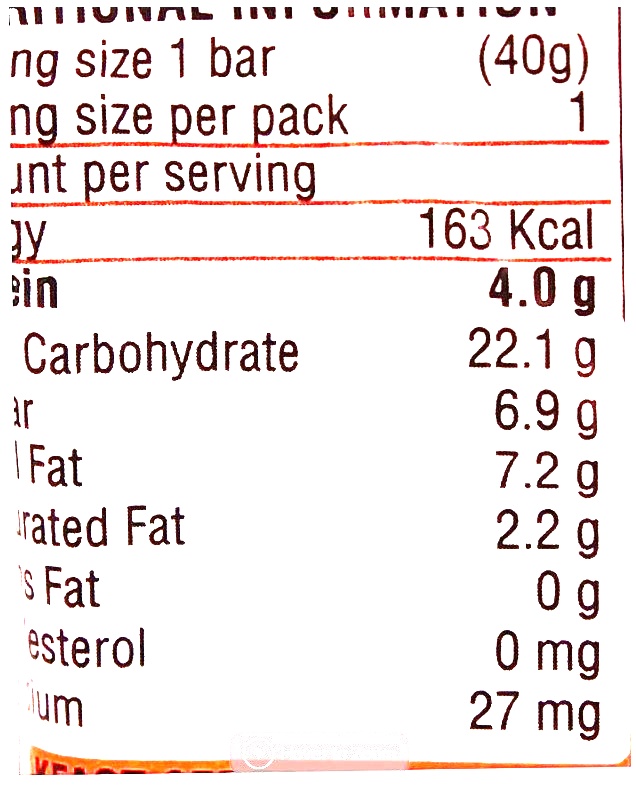 ng size 1 bar (40g)
ng size per pack 1
unt per serving
gy 163 Kcal
ein 4.0 g
Carbohydrate 22.1 g
ar 6.9 g
l Fat 7.2 g
rated Fat 2.2 g
s Fat 0 g
esterol 0 mg
ium 27 mg